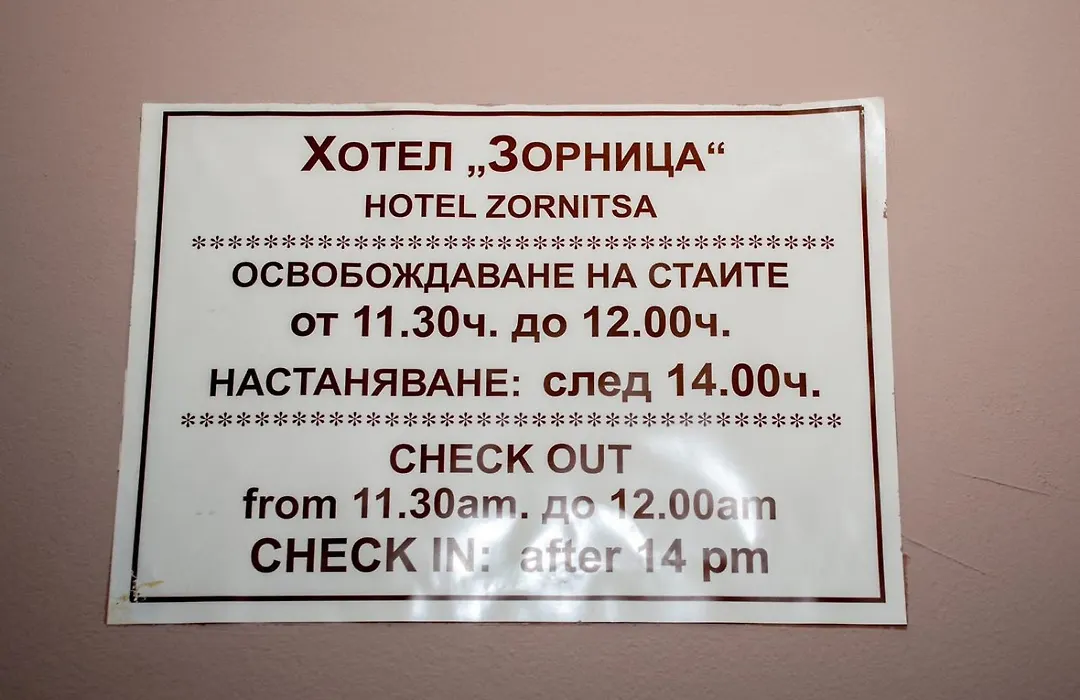 ХОТЕЛ „ЗОРНИЦА“
HOTEL ZORNITSA
************************************
ОСВОБОЖДАВАНЕ НА СТАИТЕ
от 11.30ч. до 12.00ч.
НАСТАНЯВАНЕ: след 14.00ч.
*************************************
CHECK OUT
from 11.30am. до 12.00am
CHECK IN: after 14 pm